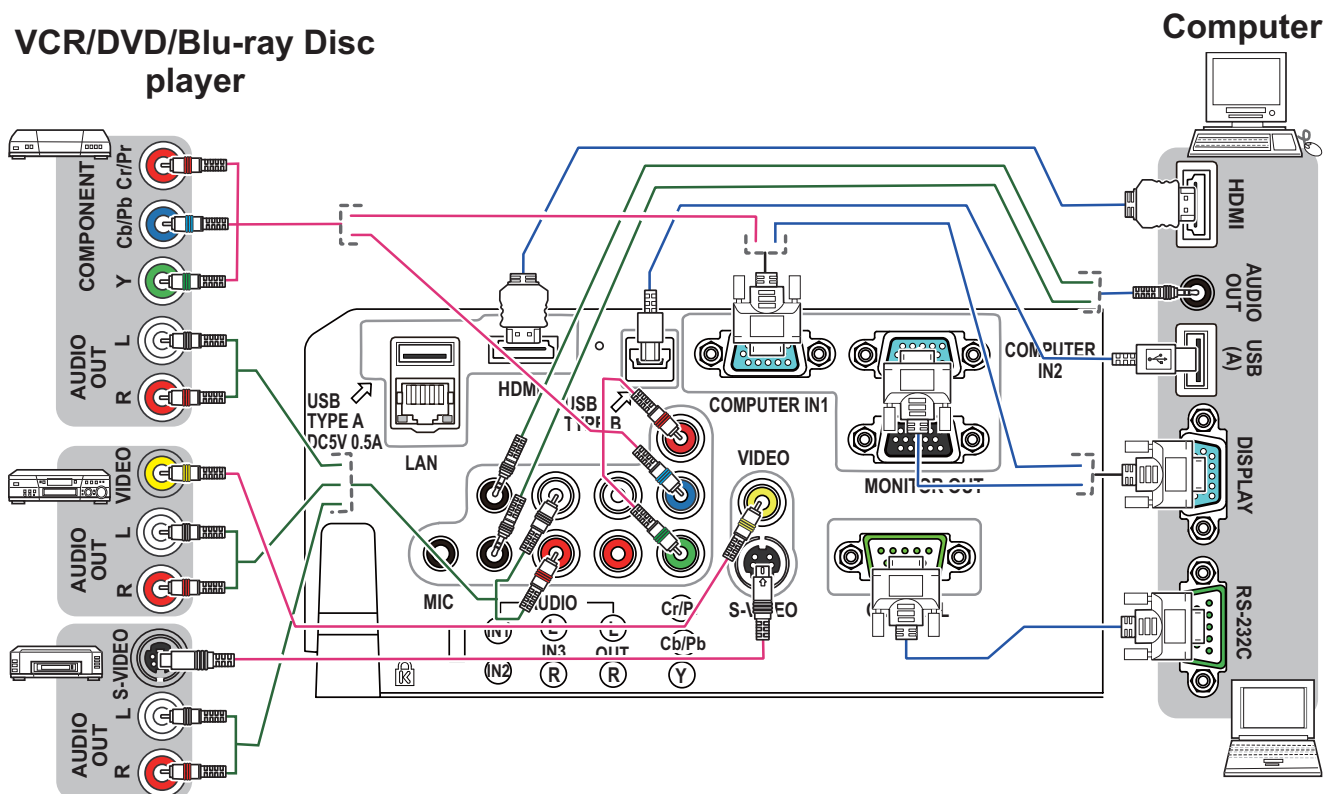 VCR/DVD/Blu-ray Disc
player
Computer
COMPONENT
Cr/Pr
Cb/Pb
Y
AUDIO
OUT
L
R
VIDEO
AUDIO
OUT
L
R
S-VIDEO
AUDIO
OUT
L
R
USB
TYPE A
DC5V 0.5A
LAN
HDMI
USB
TYPE B
COMPUTER IN1
COMPUTER
IN2
MONITOR OUT
VIDEO
S-VIDEO
MIC
AUDIO
IN1
IN2
L
IN3
R
L
OUT
R
Cb/Pb
Y
K
HDMI
AUDIO
OUT
USB
(A)
DISPLAY
RS-232C